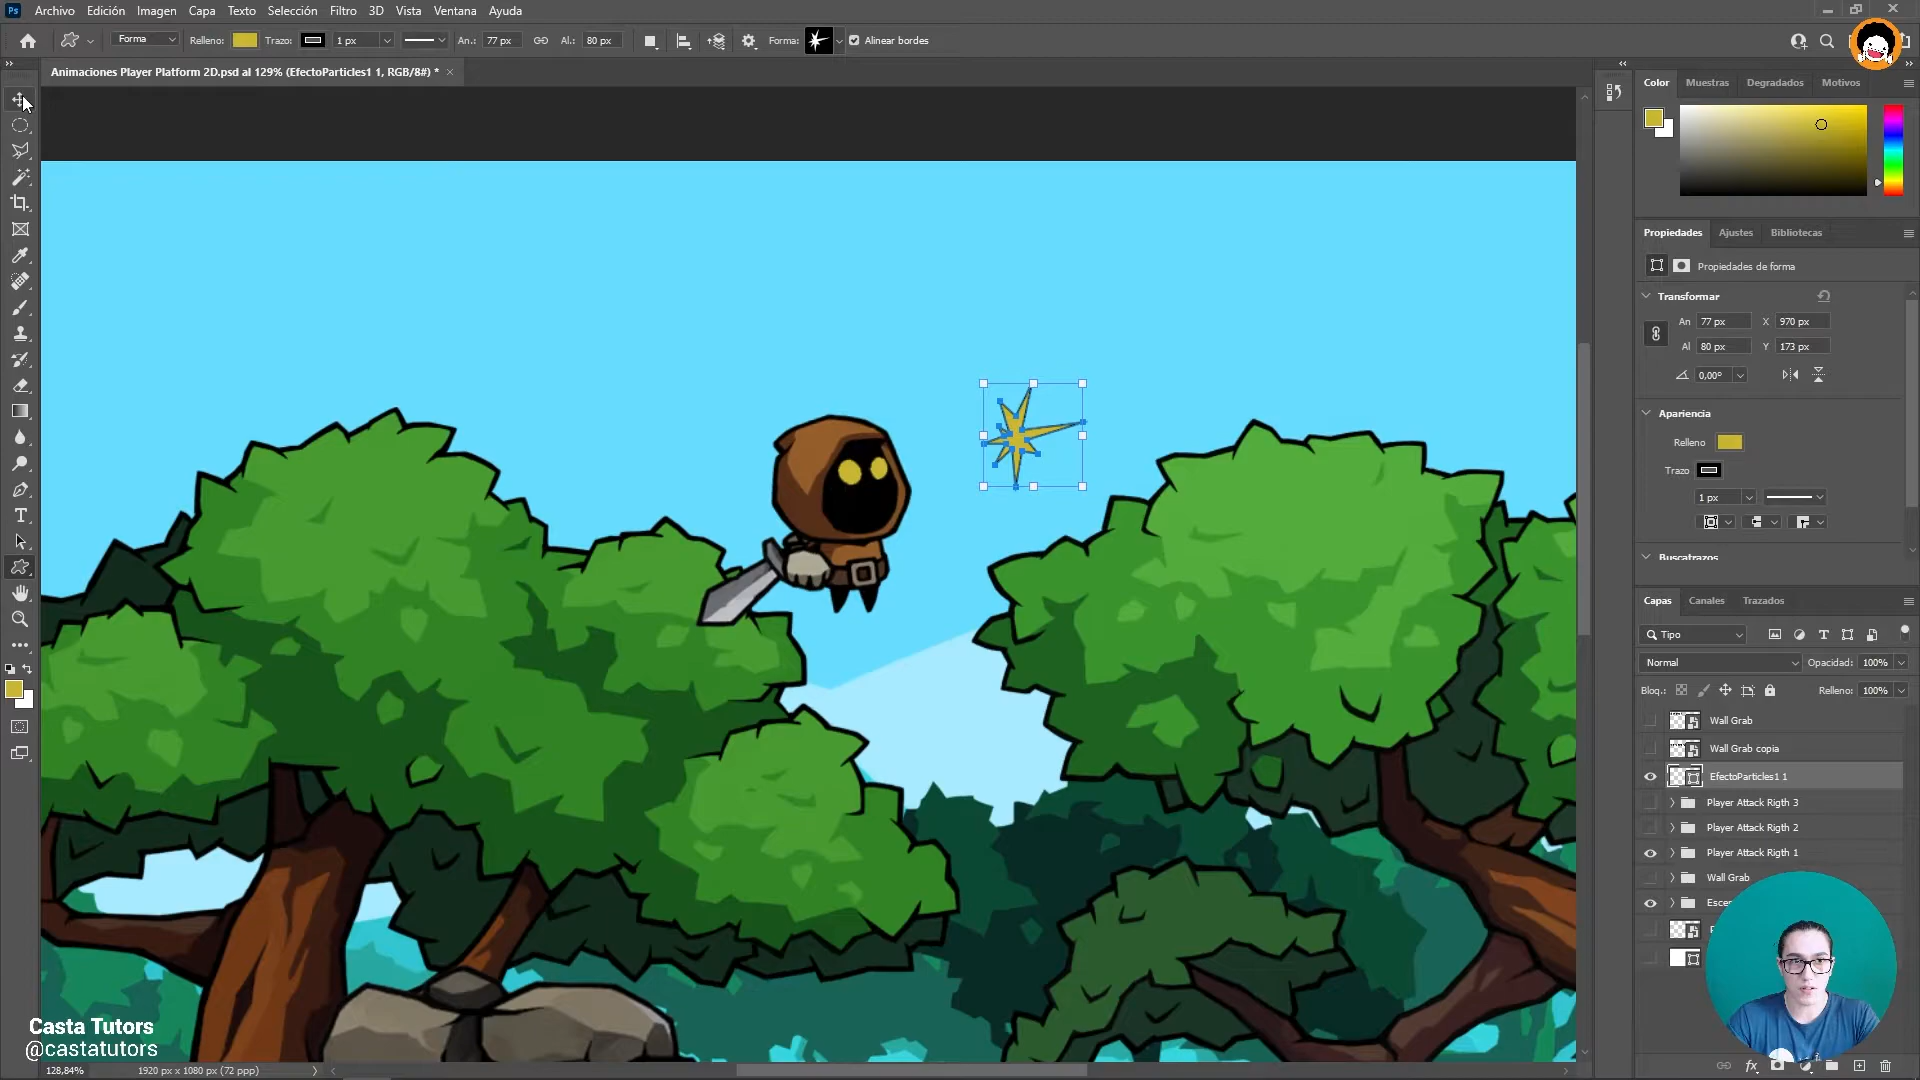 Ps Archivo Edición Imagen Capa Texto Selección Filtro 3D Vista Ventana Ayuda
Forma Relleno: Trazo: 1 px An.: 77 px Al.: 80 px Forma: Alinear bordes
Animaciones Player Platform 2D.psd al 129% (EfectoParticles1 1, RGB/8#) * ×
Color Muestras Degradados Motivos
Propiedades Ajustes Bibliotecas
Propiedades de forma
Transformar
An 77 px X 970 px
Al 80 px Y 173 px
0,00°
Apariencia
Relleno
Trazo
1 px
Buscatrazos
Capas Canales Trazados
Tipo
Normal Opacidad: 100%
Bloq.: Relleno: 100%
Wall Grab
Wall Grab copia
EfectoParticles1 1
Player Attack Rigth 3
Player Attack Rigth 2
Player Attack Rigth 1
Wall Grab
Casta Tutors
@castatutors
128,84% 1920 px x 1080 px (72 ppp)